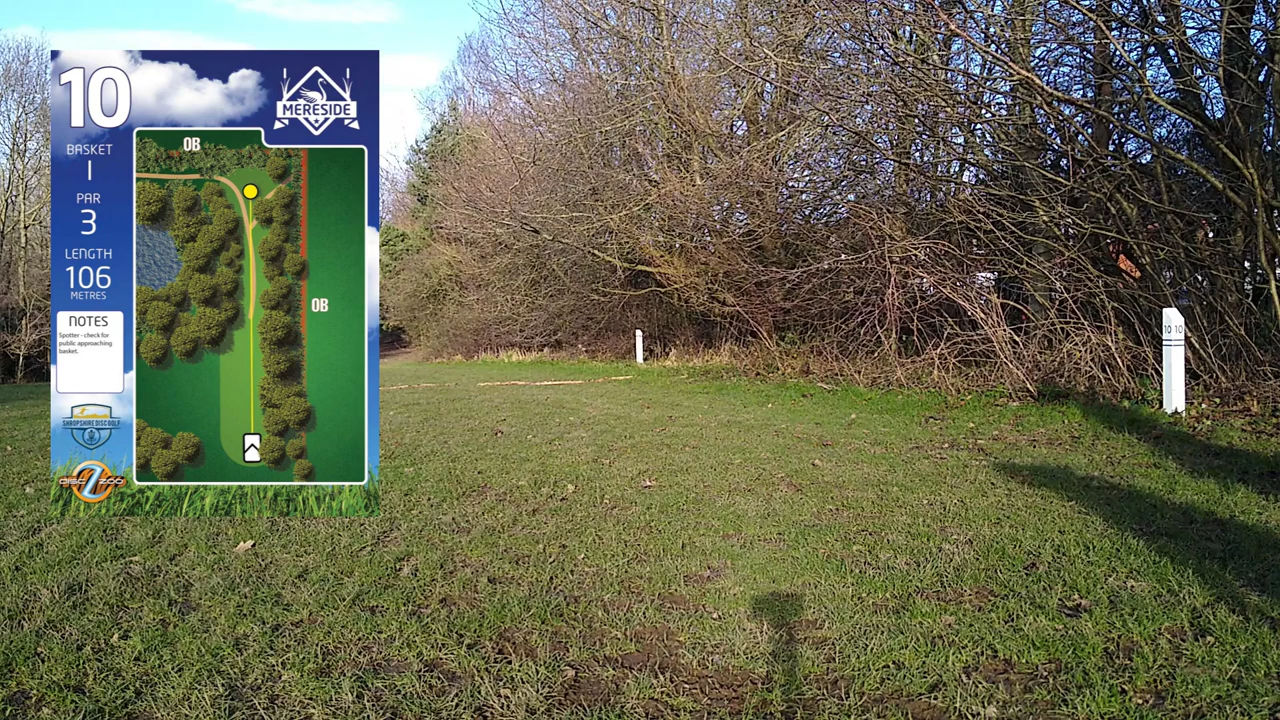 10
MERESIDE
BASKET
1
PAR
3
LENGTH
106
METRES
NOTES
Spotter - check for
public approaching
basket.
SHROPSHIRE DISC GOLF
DISC ZOO
OB
OB
10 10